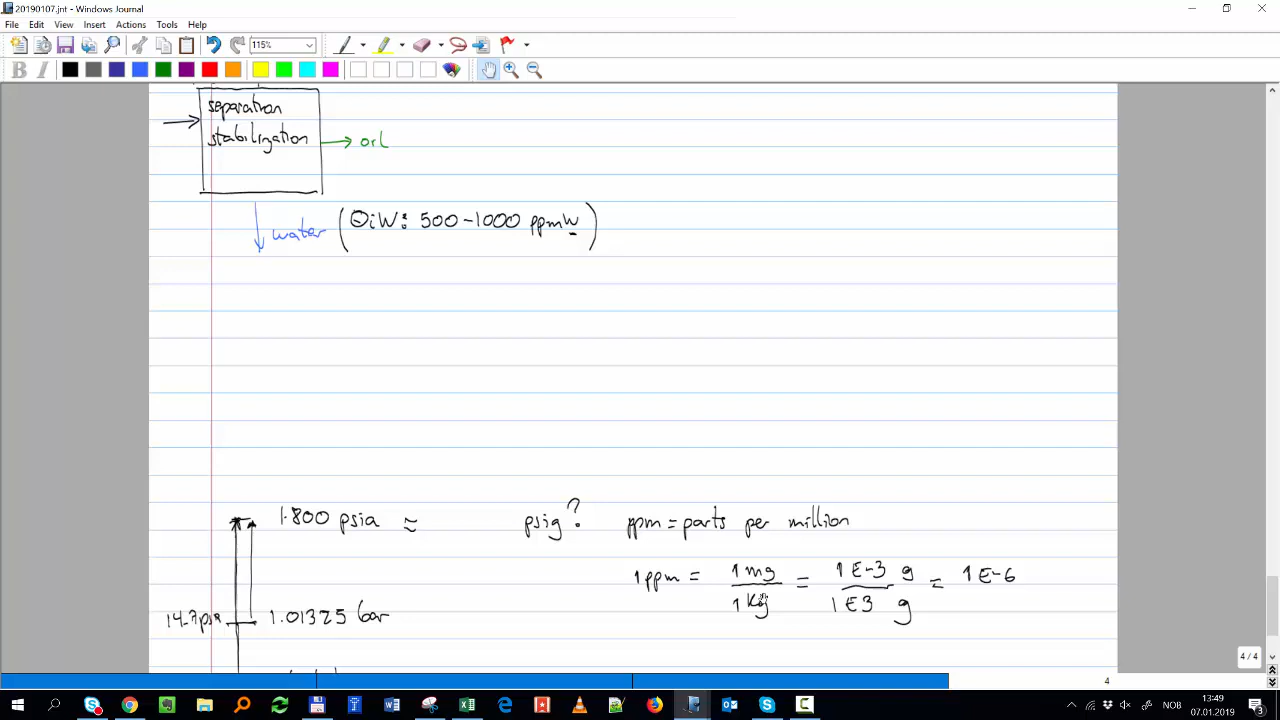 20190107.jnt - Windows Journal
File Edit View Insert Actions Tools Help
115%
B I
separation
stabilization
oil
water (OiW: 500-1000 ppmw)
1.800 psia ≈ psig? ppm = parts per million
1 ppm = 1 mg / 1 Kg = 1 E-3 g / 1 E3 g = 1 E-6
14.7psia 1.01325 bar
4 / 4
4
13:49
NOB
07.01.2019